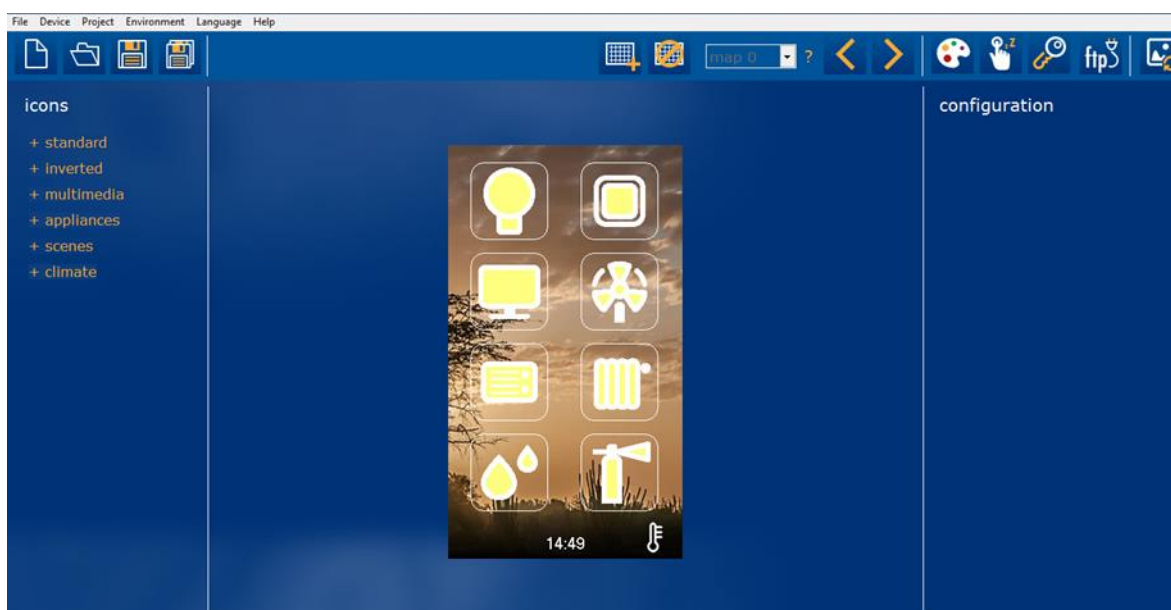 File Device Project Environment Language Help
map 0 ?
ftp
icons
configuration
+ standard
+ inverted
+ multimedia
+ appliances
+ scenes
+ climate
14:49